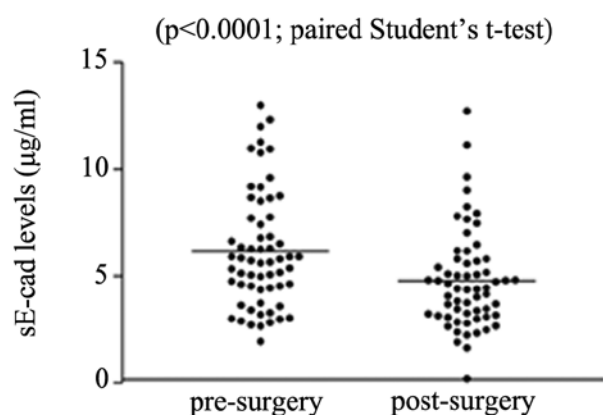 (p<0.0001; paired Student's t-test)
sE-cad levels (μg/ml)
15
10
5
0
pre-surgery post-surgery